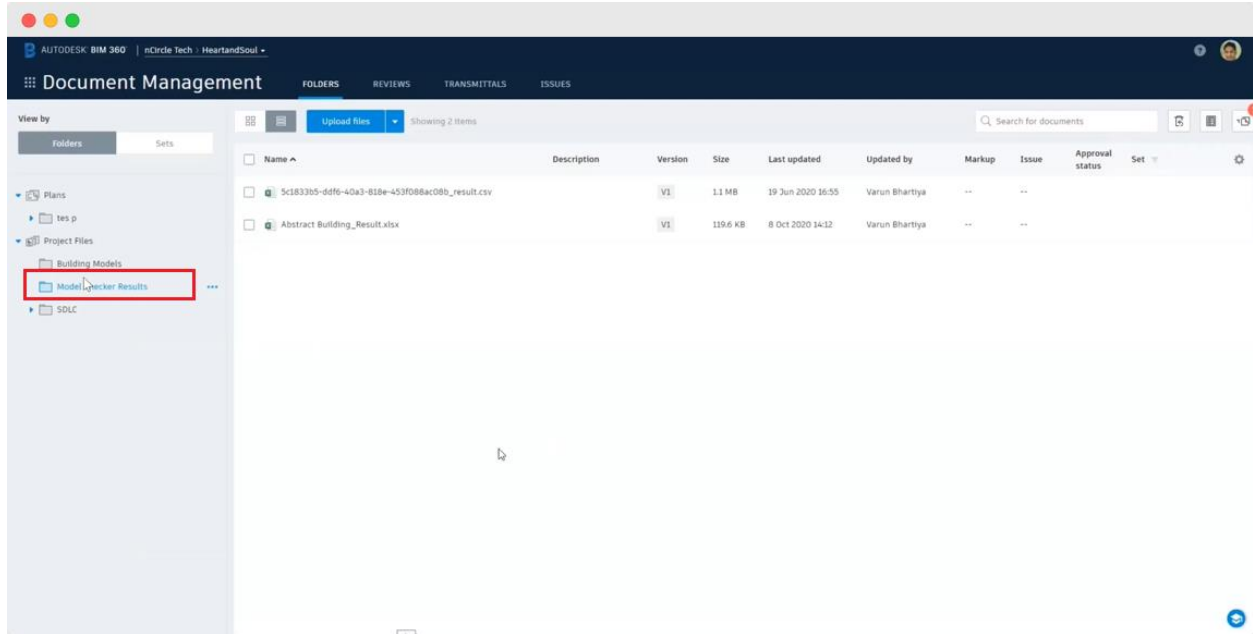 AUTODESK® BIM 360° | nCircle Tech › HeartandSoul
Document Management
FOLDERS REVIEWS TRANSMITTALS ISSUES
View by
Folders Sets
Upload files Showing 2 items
Search for documents
Name Description Version Size Last updated Updated by Markup Issue Approval status Set
Plans
tes p
Project Files
Building Models
Model Checker Results
SDLC
5c1833b5-ddf6-40a3-818e-453f088ac08b_result.csv V1 1.1 MB 19 Jun 2020 16:55 Varun Bhartiya -- --
Abstract Building_Result.xlsx V1 119.6 KB 8 Oct 2020 14:12 Varun Bhartiya -- --